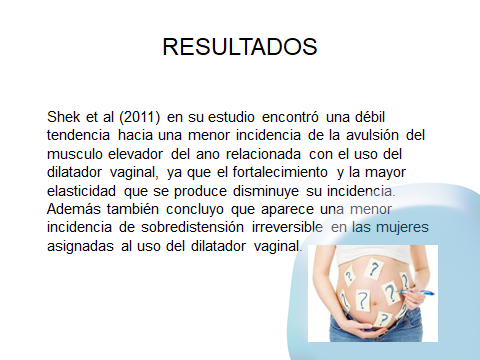 RESULTADOS
Shek et al (2011) en su estudio encontró una débil
tendencia hacia una menor incidencia de la avulsión del
musculo elevador del ano relacionada con el uso del
dilatador vaginal, ya que el fortalecimiento y la mayor
elasticidad que se produce disminuye su incidencia.
Además también concluyo que aparece una menor
incidencia de sobredistensión irreversible en las mujeres
asignadas al uso del dilatador vaginal.
?
?
?
?
?
?